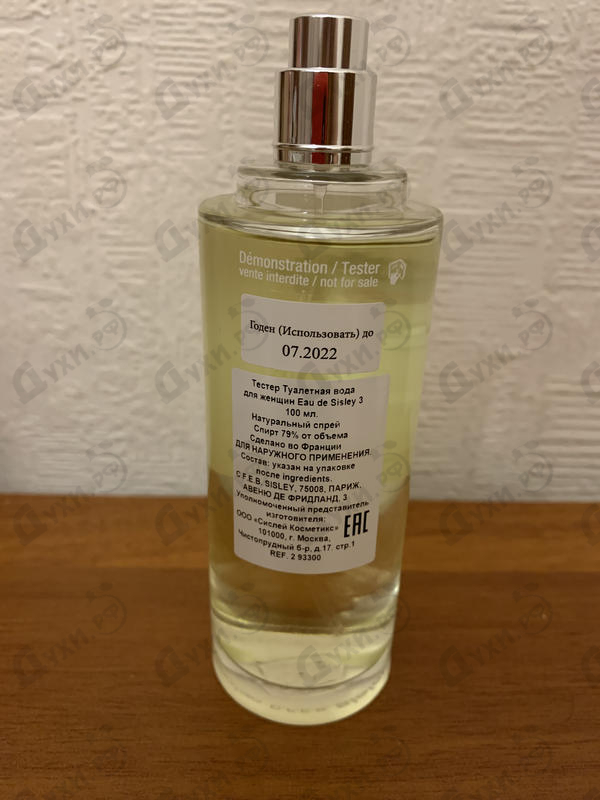 Démonstration / Tester
vente interdite / not for sale
Годен (Использовать) до
07.2022
Тестер Туалетная вода
для женщин Eau de Sisley 3
100 мл.
Натуральный спрей
Спирт 79% от объема
Сделано во Франции
ДЛЯ НАРУЖНОГО ПРИМЕНЕНИЯ.
Состав: указан на упаковке
после ingredients.
C.F.E.B. SISLEY, 75008, ПАРИЖ,
АВЕНЮ ДЕ ФРИДЛАНД, 3
Уполномоченный представитель
изготовителя:
ООО «Сислей Косметикс»
101000, г. Москва,
Чистопрудный б-р, д.17. стр.1
REF. 2 93300
EAC
Духи.рф